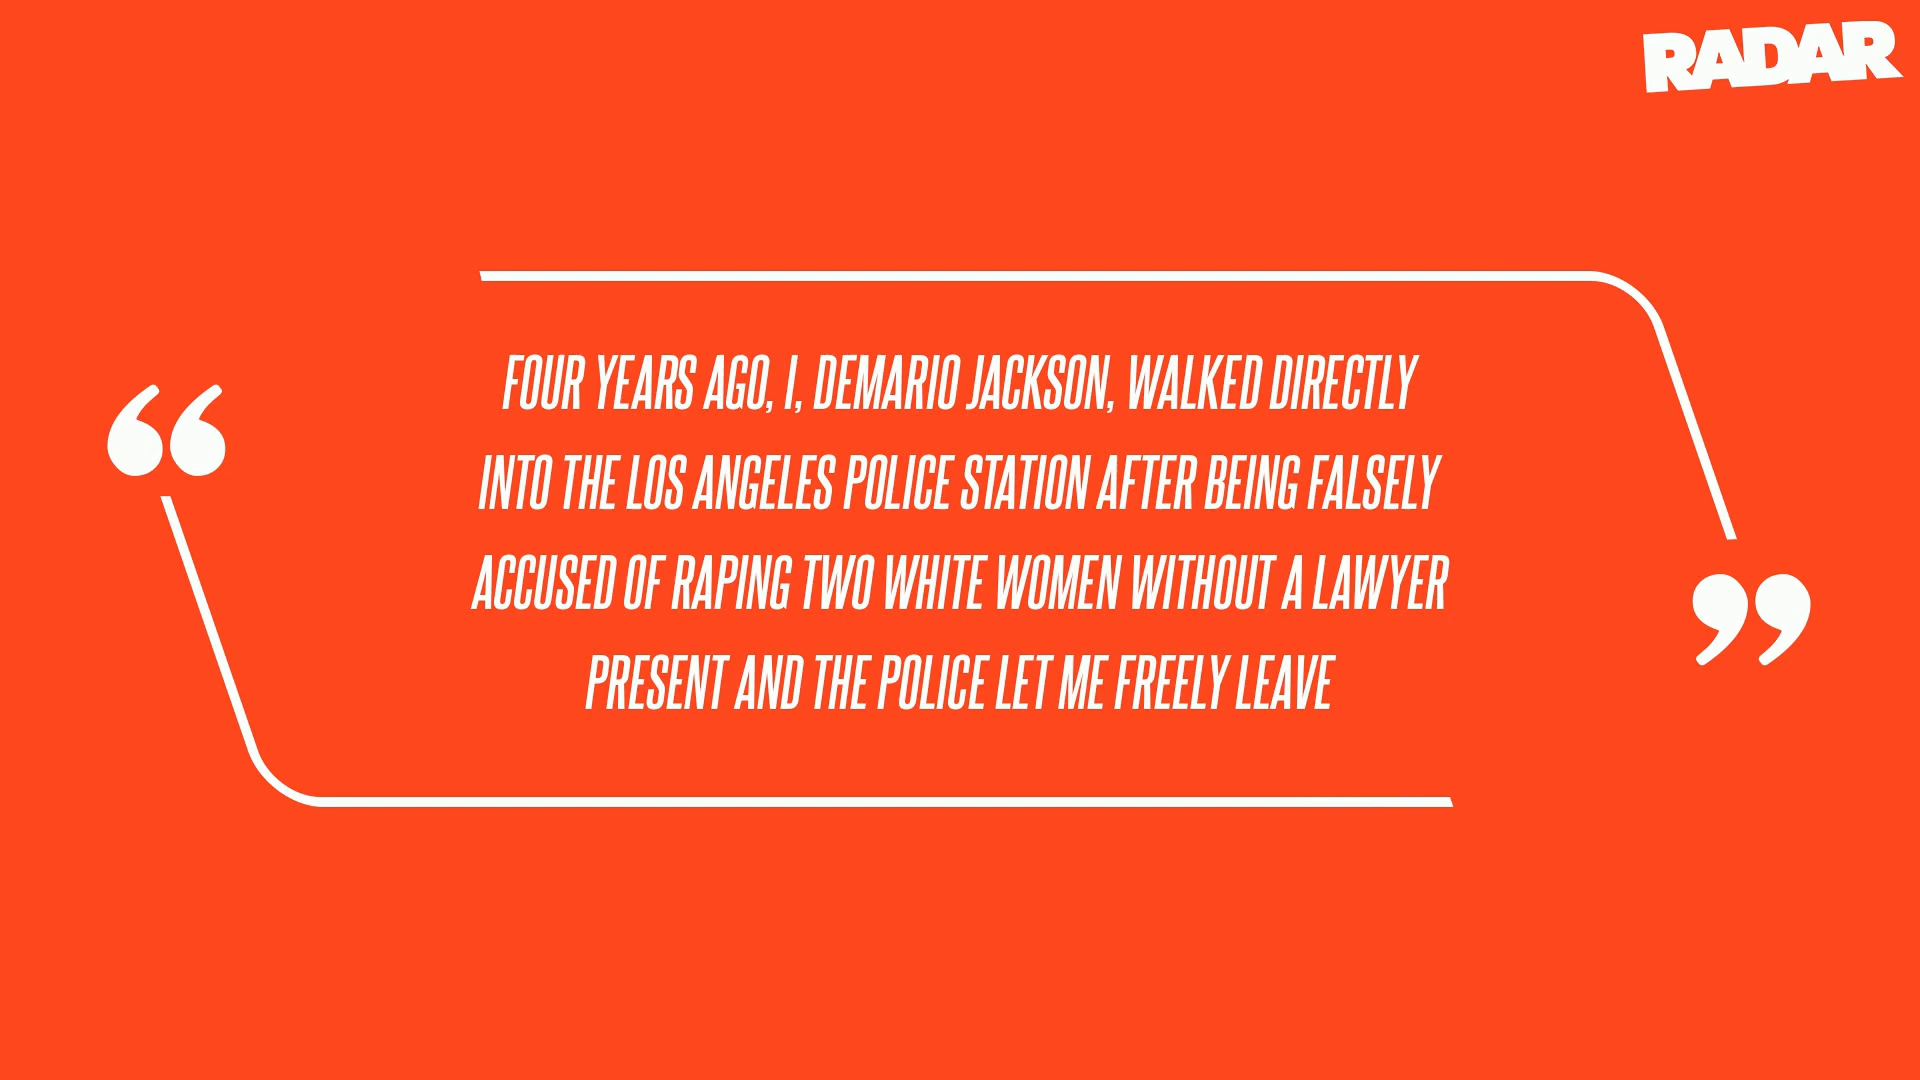 RADAR
FOUR YEARS AGO, I, DEMARIO JACKSON, WALKED DIRECTLY
INTO THE LOS ANGELES POLICE STATION AFTER BEING FALSELY
ACCUSED OF RAPING TWO WHITE WOMEN WITHOUT A LAWYER
PRESENT AND THE POLICE LET ME FREELY LEAVE